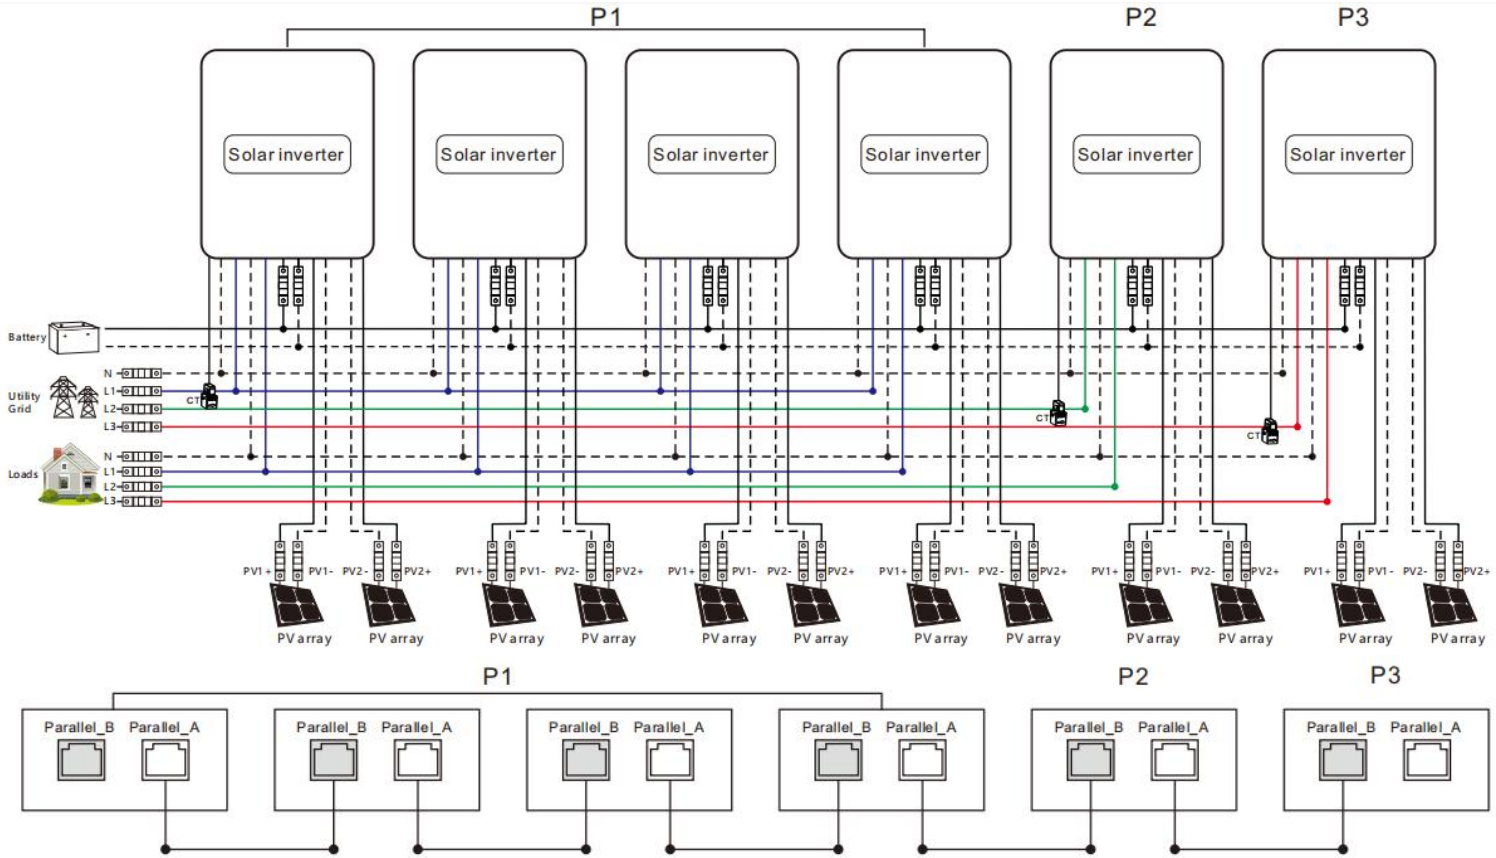 P1 P2 P3
Solar inverter Solar inverter Solar inverter Solar inverter Solar inverter Solar inverter
Battery
N
L1
Utility
Grid
CT
L2
CT
L3
CT
N
Loads
L1
L2
L3
PV1+ PV1- PV2- PV2+ PV1+ PV1- PV2- PV2+ PV1+ PV1- PV2- PV2+ PV1+ PV1- PV2- PV2+ PV1+ PV1- PV2- PV2+ PV1+ PV1- PV2- PV2+
PV array PV array PV array PV array PV array PV array PV array PV array PV array PV array PV array PV array
P1 P2 P3
Parallel_B Parallel_A Parallel_B Parallel_A Parallel_B Parallel_A Parallel_B Parallel_A Parallel_B Parallel_A Parallel_B Parallel_A